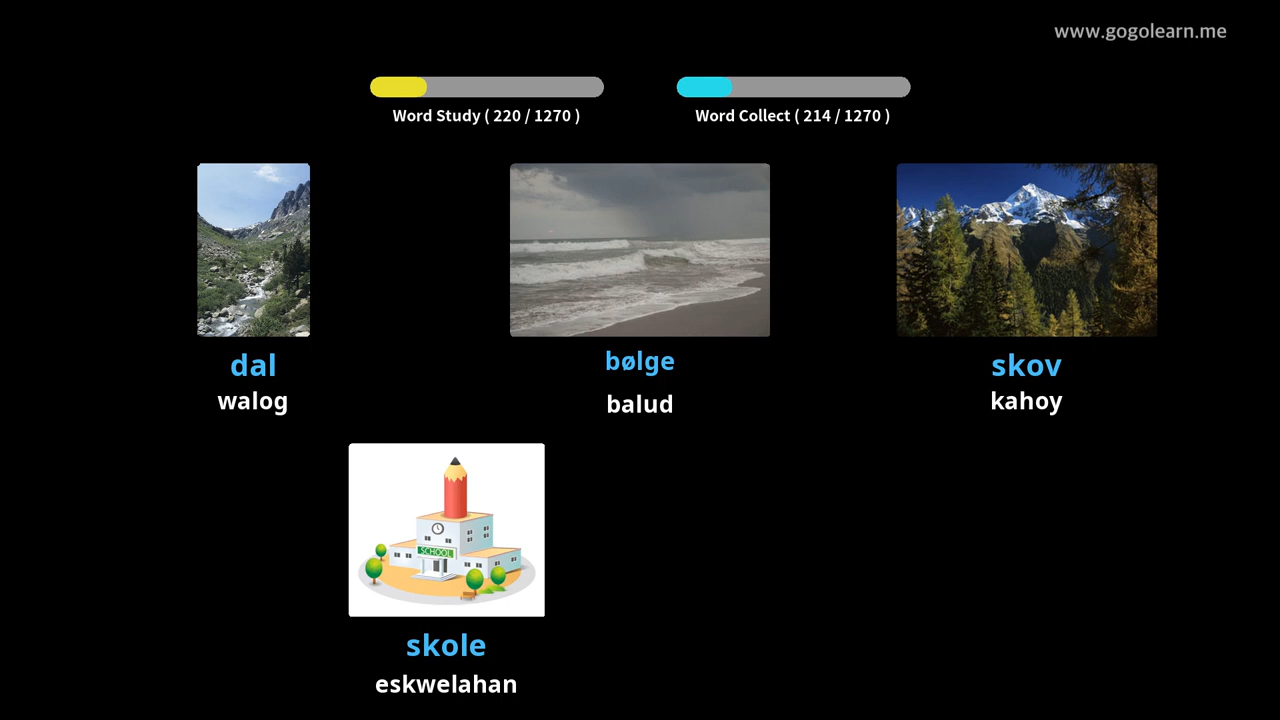 www.gogolearn.me
Word Study ( 220 / 1270 )
Word Collect ( 214 / 1270 )
dal
walog
bølge
balud
skov
kahoy
SCHOOL
skole
eskwelahan